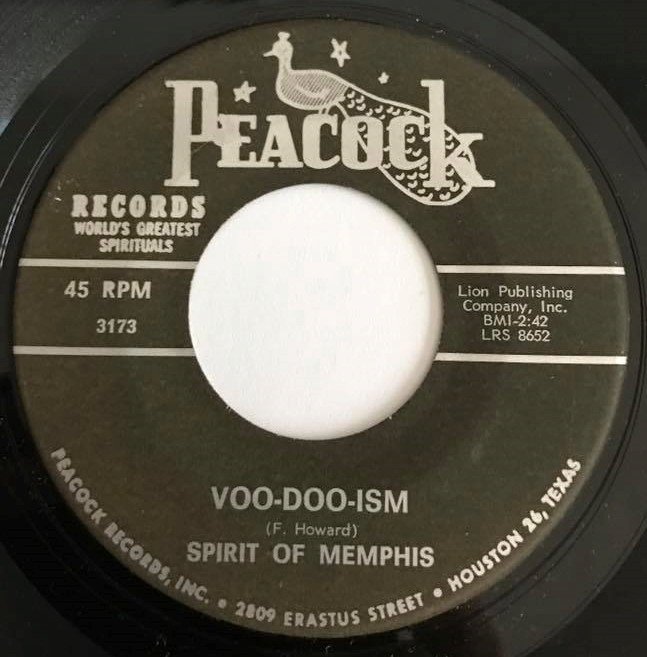 PEACOCK
RECORDS
WORLD'S GREATEST
SPIRITUALS
45 RPM
3173
Lion Publishing
Company, Inc.
BMI-2:42
LRS 8652
VOO-DOO-ISM
(F. Howard)
SPIRIT OF MEMPHIS
PEACOCK RECORDS, INC. • 2809 ERASTUS STREET • HOUSTON 26, TEXAS